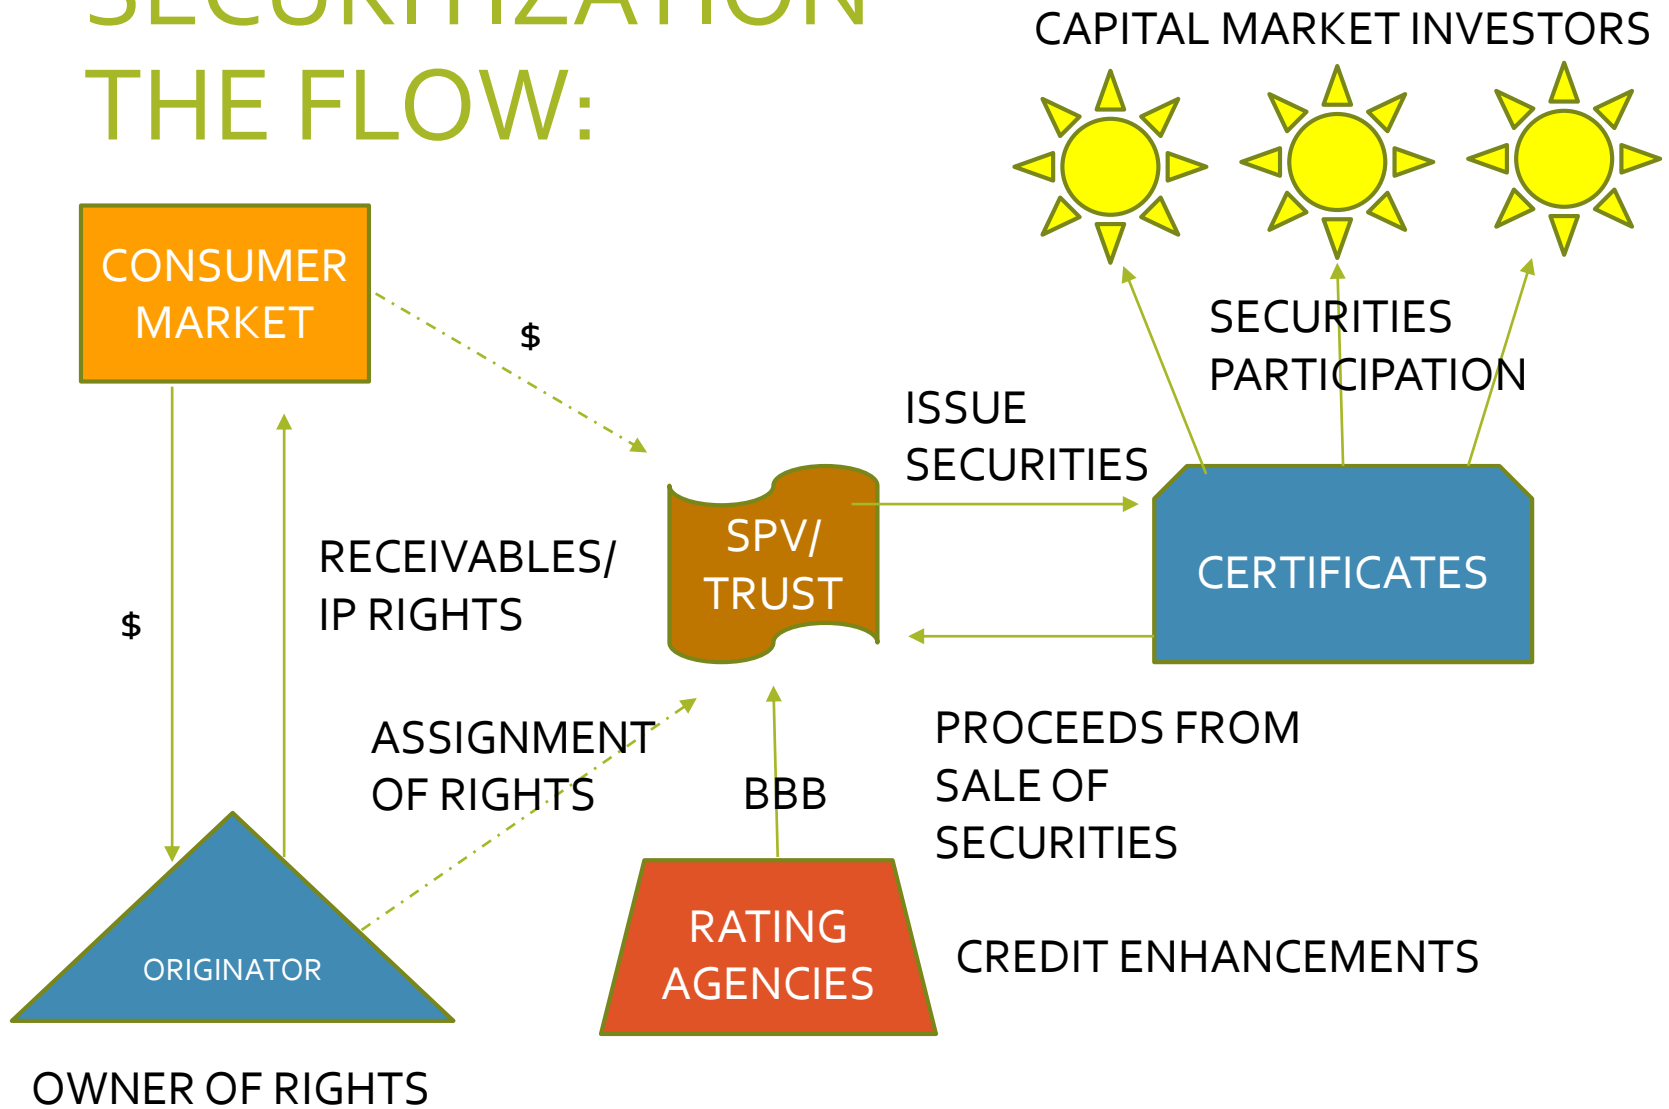 SECURITIZATION
THE FLOW:
CAPITAL MARKET INVESTORS
CONSUMER
MARKET
$
SECURITIES
PARTICIPATION
ISSUE
SECURITIES
SPV/
TRUST
CERTIFICATES
RECEIVABLES/
IP RIGHTS
$
ASSIGNMENT
OF RIGHTS
BBB
PROCEEDS FROM
SALE OF
SECURITIES
ORIGINATOR
RATING
AGENCIES
CREDIT ENHANCEMENTS
OWNER OF RIGHTS